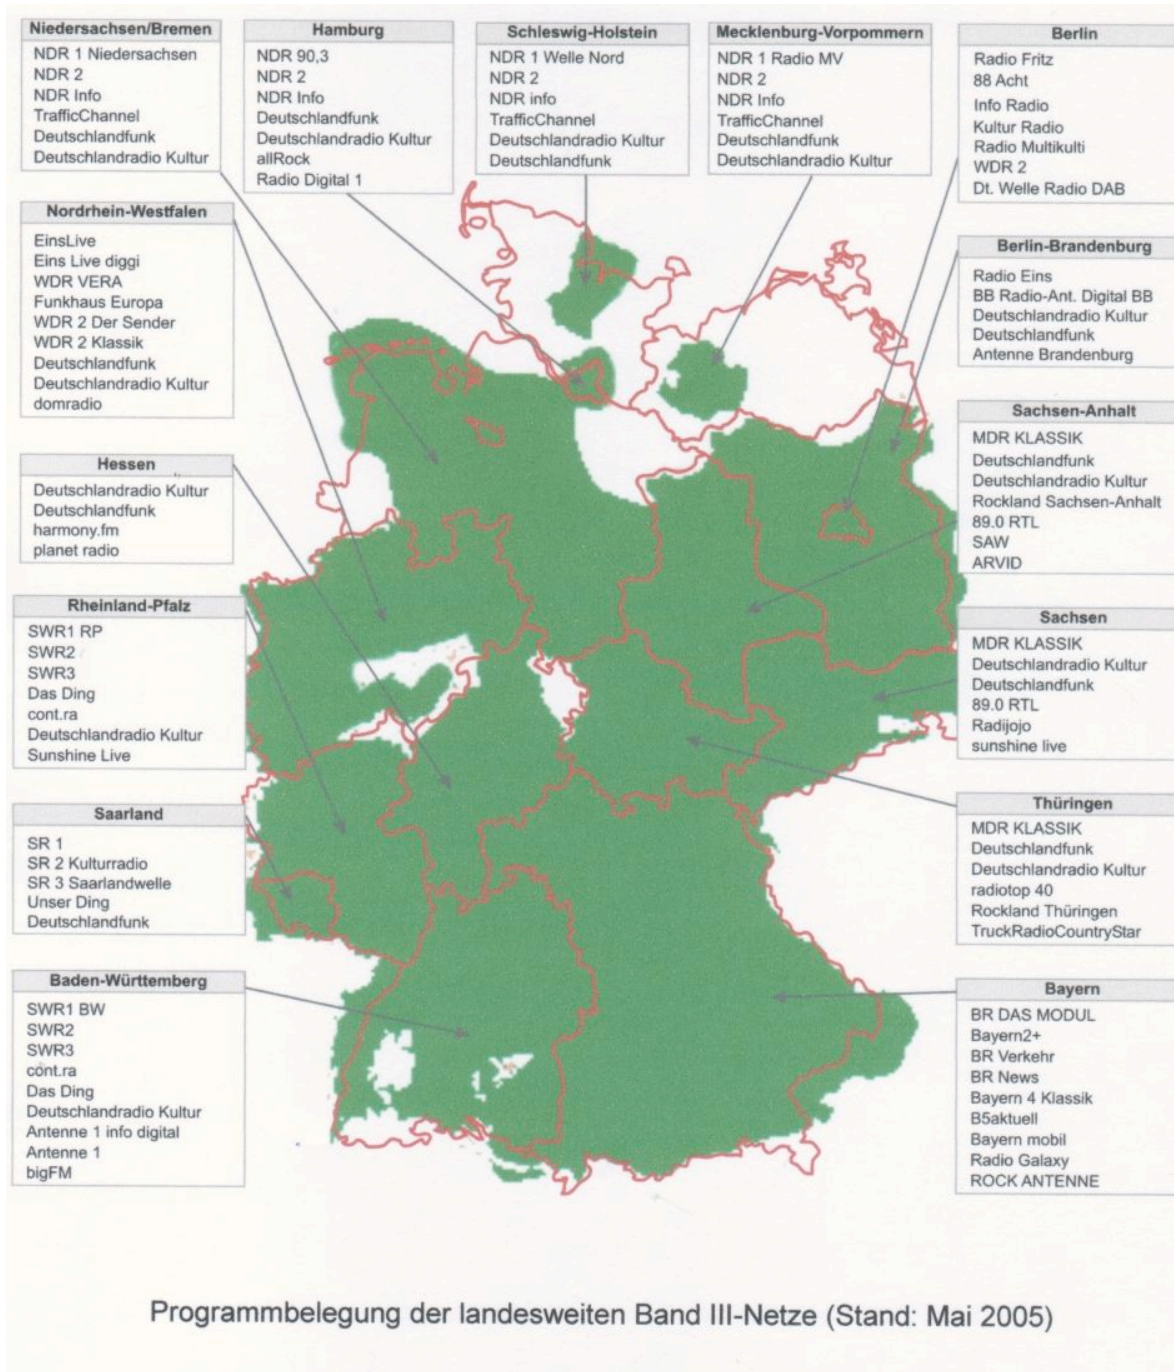 Niedersachsen/Bremen
NDR 1 Niedersachsen
NDR 2
NDR Info
TrafficChannel
Deutschlandfunk
Deutschlandradio Kultur
Hamburg
NDR 90,3
NDR 2
NDR Info
Deutschlandfunk
Deutschlandradio Kultur
allRock
Radio Digital 1
Schleswig-Holstein
NDR 1 Welle Nord
NDR 2
NDR info
TrafficChannel
Deutschlandradio Kultur
Deutschlandfunk
Mecklenburg-Vorpommern
NDR 1 Radio MV
NDR 2
NDR Info
TrafficChannel
Deutschlandfunk
Deutschlandradio Kultur
Berlin
Radio Fritz
88 Acht
Info Radio
Kultur Radio
Radio Multikulti
WDR 2
Dt. Welle Radio DAB
Nordrhein-Westfalen
EinsLive
Eins Live diggi
WDR VERA
Funkhaus Europa
WDR 2 Der Sender
WDR 2 Klassik
Deutschlandfunk
Deutschlandradio Kultur
domradio
Berlin-Brandenburg
Radio Eins
BB Radio-Ant. Digital BB
Deutschlandradio Kultur
Deutschlandfunk
Antenne Brandenburg
Hessen
Deutschlandradio Kultur
Deutschlandfunk
harmony.fm
planet radio
Sachsen-Anhalt
MDR KLASSIK
Deutschlandfunk
Deutschlandradio Kultur
Rockland Sachsen-Anhalt
89.0 RTL
SAW
ARVID
Rheinland-Pfalz
SWR1 RP
SWR2
SWR3
Das Ding
cont.ra
Deutschlandradio Kultur
Sunshine Live
Sachsen
MDR KLASSIK
Deutschlandradio Kultur
Deutschlandfunk
89.0 RTL
Radijojo
sunshine live
Saarland
SR 1
SR 2 Kulturradio
SR 3 Saarlandwelle
Unser Ding
Deutschlandfunk
Thüringen
MDR KLASSIK
Deutschlandfunk
Deutschlandradio Kultur
radiotop 40
Rockland Thüringen
TruckRadioCountryStar
Baden-Württemberg
SWR1 BW
SWR2
SWR3
cont.ra
Das Ding
Deutschlandradio Kultur
Antenne 1 info digital
Antenne 1
bigFM
Bayern
BR DAS MODUL
Bayern2+
BR Verkehr
BR News
Bayern 4 Klassik
B5aktuell
Bayern mobil
Radio Galaxy
ROCK ANTENNE
Programmbelegung der landesweiten Band III-Netze (Stand: Mai 2005)